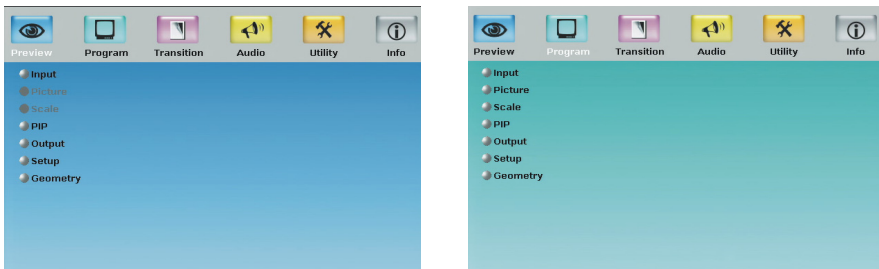 Preview Program Transition Audio Utility Info
Input
Picture
Scale
PIP
Output
Setup
Geometry
Preview Program Transition Audio Utility Info
Input
Picture
Scale
PIP
Output
Setup
Geometry